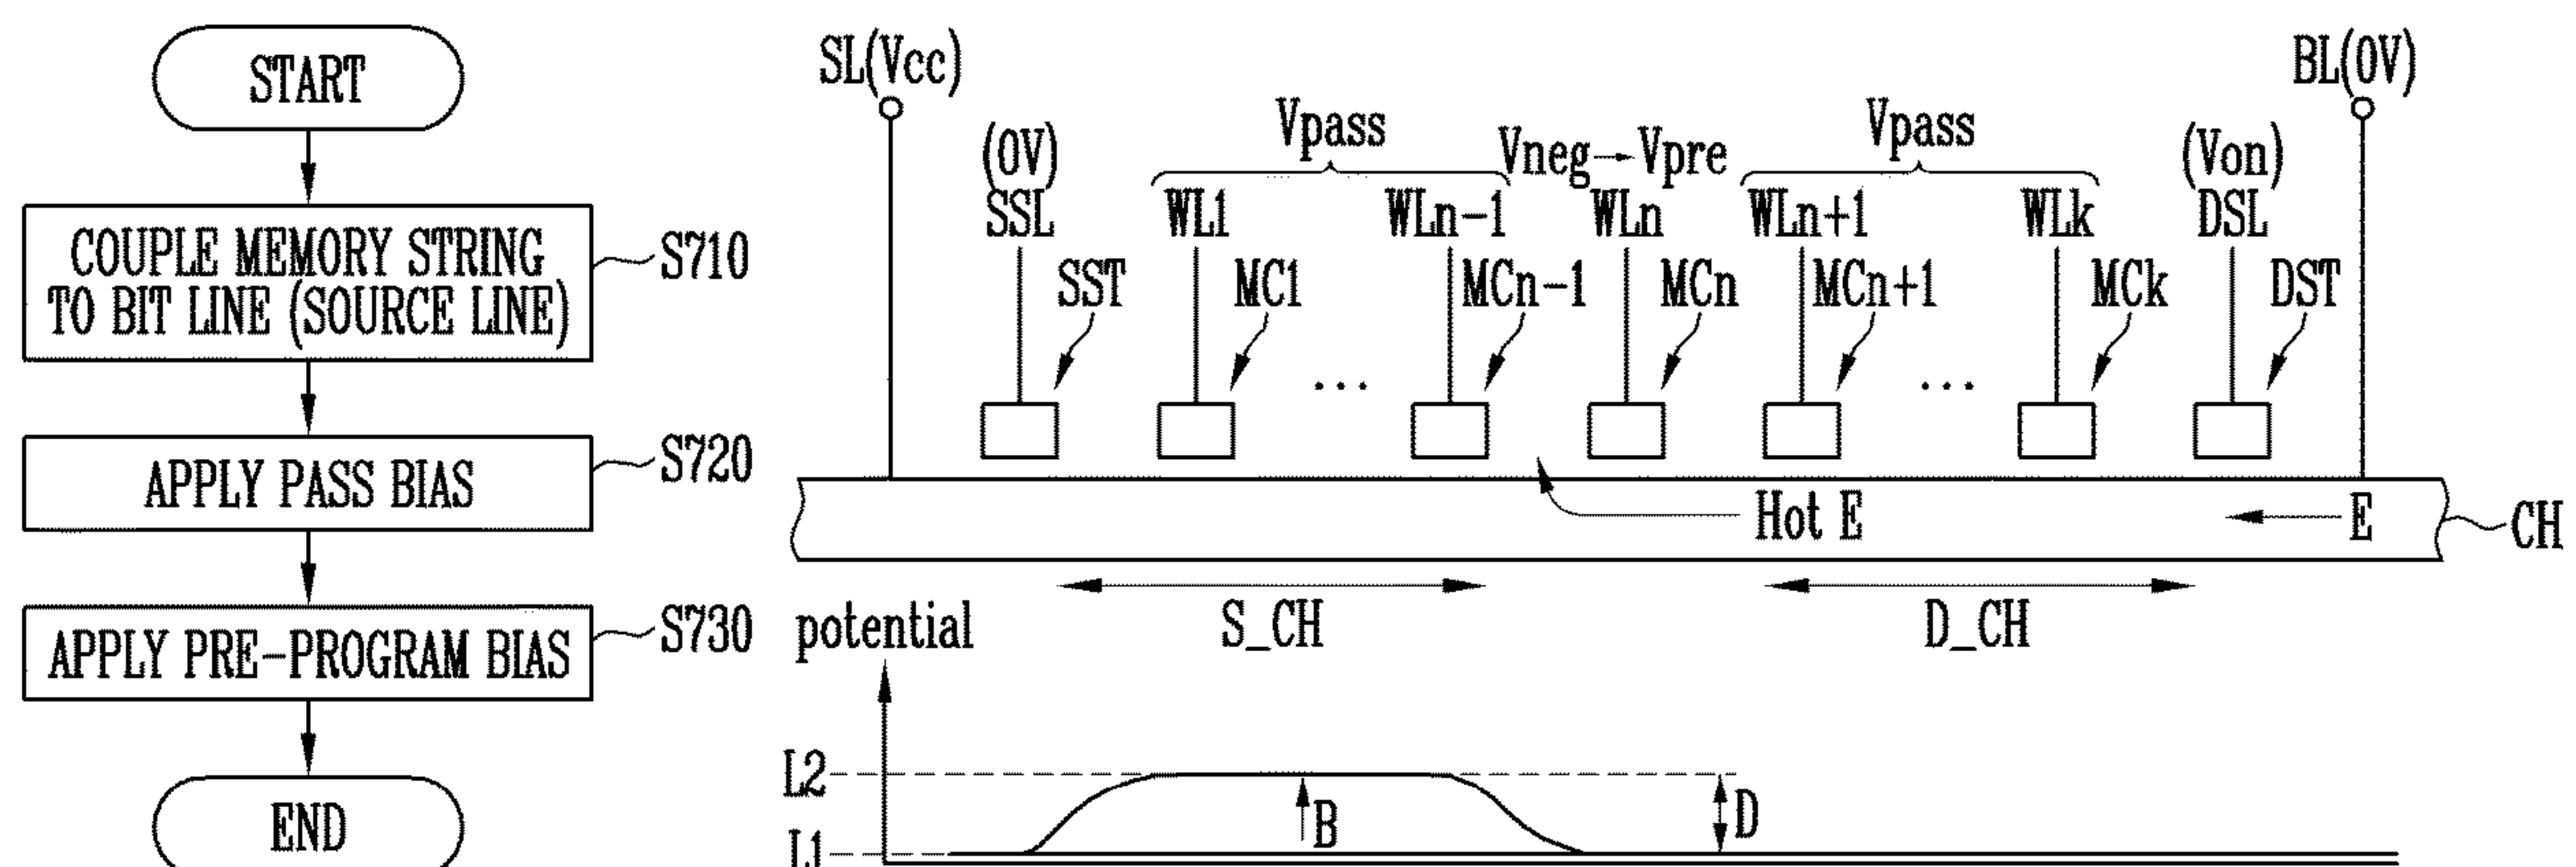 START
COUPLE MEMORY STRING
TO BIT LINE (SOURCE LINE)
S710
APPLY PASS BIAS
S720
APPLY PRE-PROGRAM BIAS
S730
END
SL(Vcc)
BL(0V)
Vpass
Vpass
(0V)
Vneg→Vpre
(Von)
SSL
WL1
WLn-1
WLn
WLn+1
WLk
DSL
SST
MC1
MCn-1
MCn
MCn+1
MCk
DST
...
...
Hot E
E
CH
S_CH
D_CH
potential
L2
B
D
L1